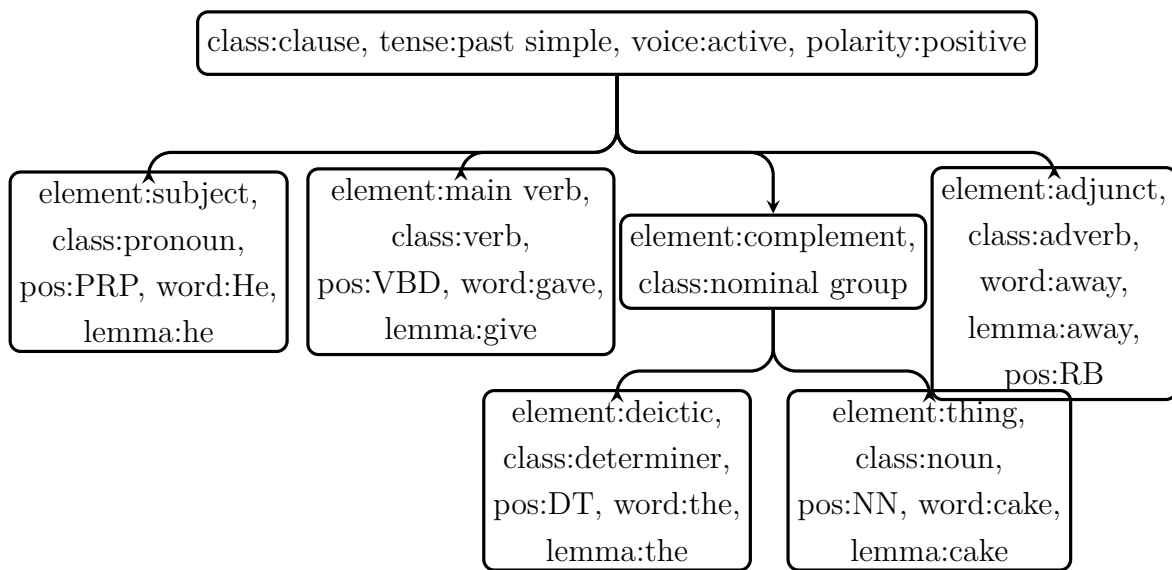 class:clause, tense:past simple, voice:active, polarity:positive
element:subject,
class:pronoun,
pos:PRP, word:He,
lemma:he
element:main verb,
class:verb,
pos:VBD, word:gave,
lemma:give
element:complement,
class:nominal group
element:adjunct,
class:adverb,
word:away,
lemma:away,
pos:RB
element:deictic,
class:determiner,
pos:DT, word:the,
lemma:the
element:thing,
class:noun,
pos:NN, word:cake,
lemma:cake